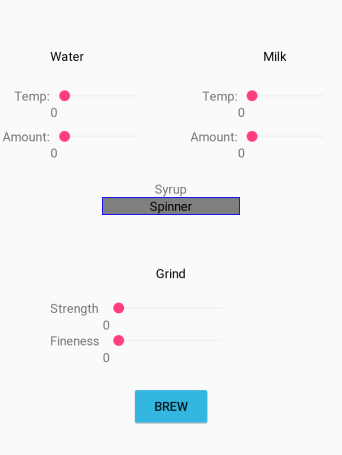 Water Milk
Temp: Temp:
0 0
Amount: Amount:
0 0
Syrup
Spinner
Grind
Strength
0
Fineness
0
BREW